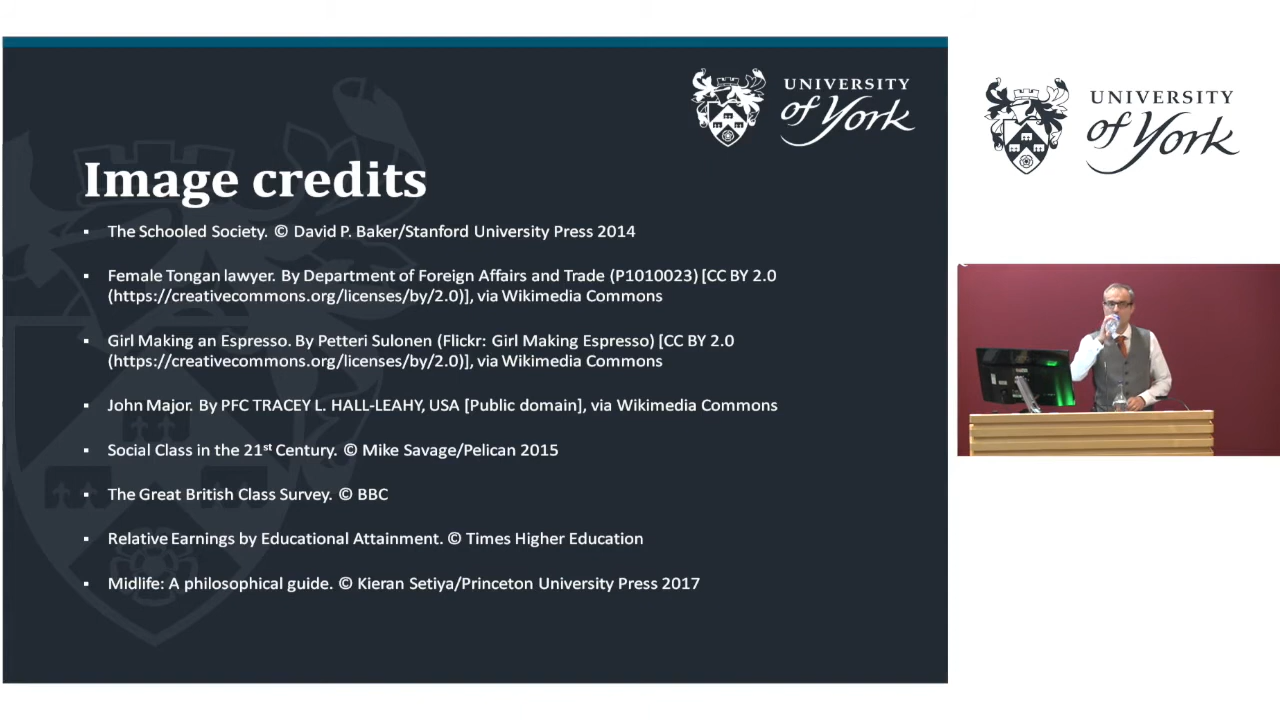 UNIVERSITY
of York
UNIVERSITY
of York
Image credits
▪ The Schooled Society. © David P. Baker/Stanford University Press 2014
▪ Female Tongan lawyer. By Department of Foreign Affairs and Trade (P1010023) [CC BY 2.0
(https://creativecommons.org/licenses/by/2.0)], via Wikimedia Commons
▪ Girl Making an Espresso. By Petteri Sulonen (Flickr: Girl Making Espresso) [CC BY 2.0
(https://creativecommons.org/licenses/by/2.0)], via Wikimedia Commons
▪ John Major. By PFC TRACEY L. HALL-LEAHY, USA [Public domain], via Wikimedia Commons
▪ Social Class in the 21st Century. © Mike Savage/Pelican 2015
▪ The Great British Class Survey. © BBC
▪ Relative Earnings by Educational Attainment. © Times Higher Education
▪ Midlife: A philosophical guide. © Kieran Setiya/Princeton University Press 2017